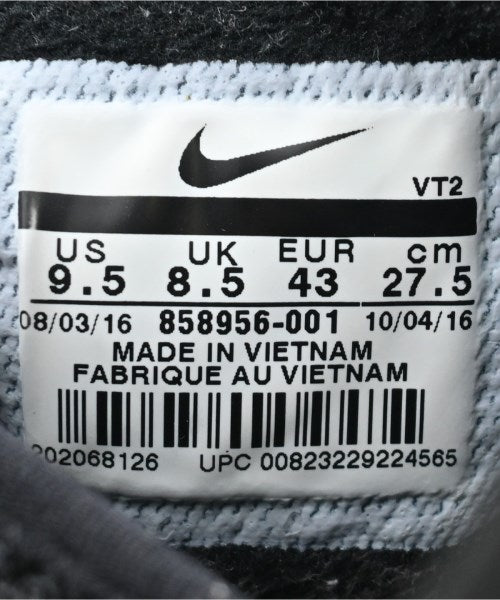 VT2
US UK EUR cm
9.5 8.5 43 27.5
08/03/16 858956-001 10/04/16
MADE IN VIETNAM
FABRIQUE AU VIETNAM
202068126 UPC 00823229224565